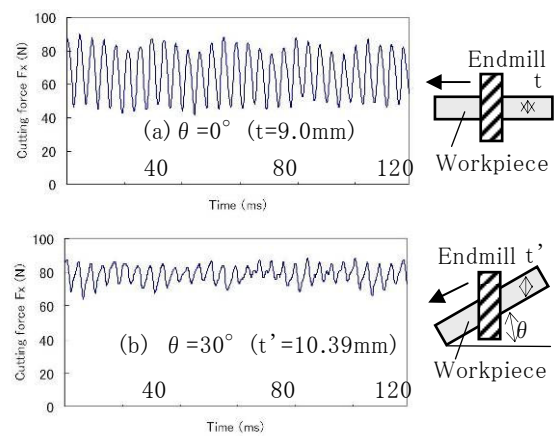 100
80
60
40
20
0
Cutting force Fx (N)
(a) θ=0° (t=9.0mm)
40
80
120
Time (ms)
Endmill
t
Workpiece
100
80
60
40
20
0
Cutting force Fx (N)
(b) θ=30° (t'=10.39mm)
40
80
120
Time (ms)
Endmill t'
θ
Workpiece